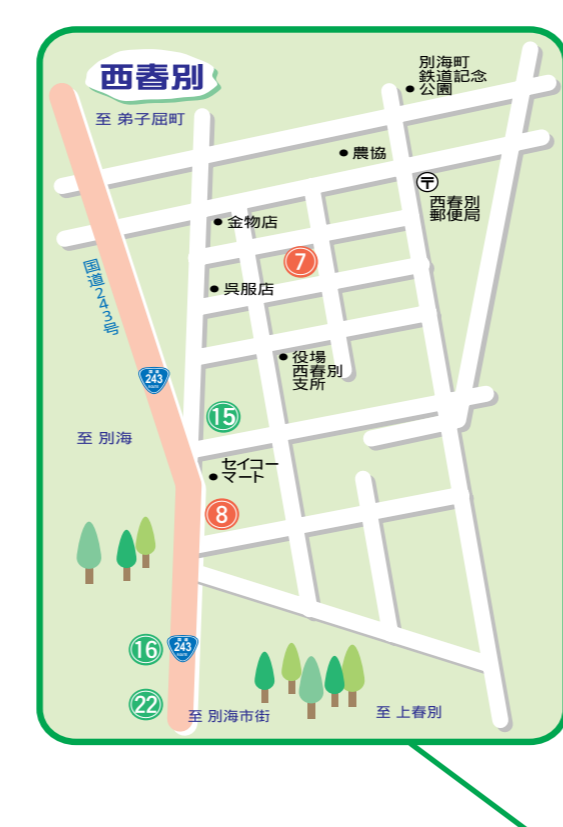 西春別
至 弟子屈町
別海町
鉄道記念
公園
農協
〒
西春別
郵便局
金物店
7
国道243号
呉服店
役場
西春別
支所
243
15
至 別海
セイコー
マート
8
16
243
22
至 別海市街
至 上春別